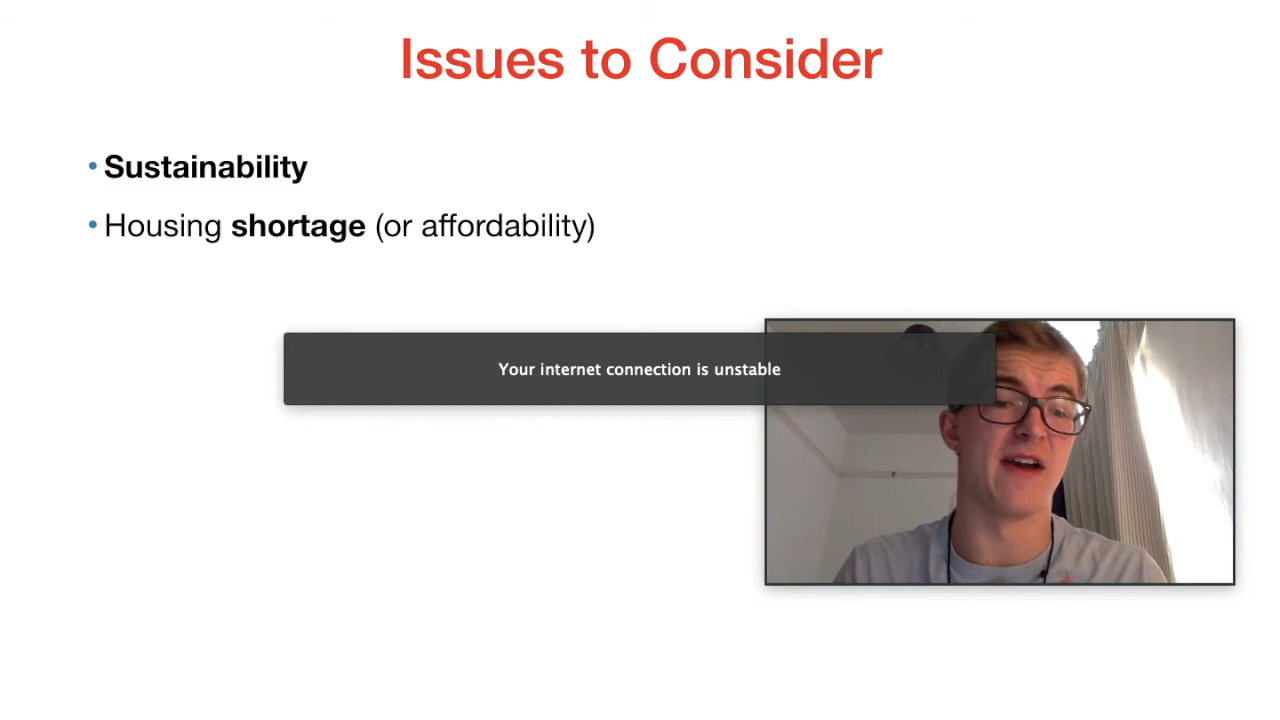 Issues to Consider
• Sustainability
• Housing shortage (or affordability)
Your internet connection is unstable